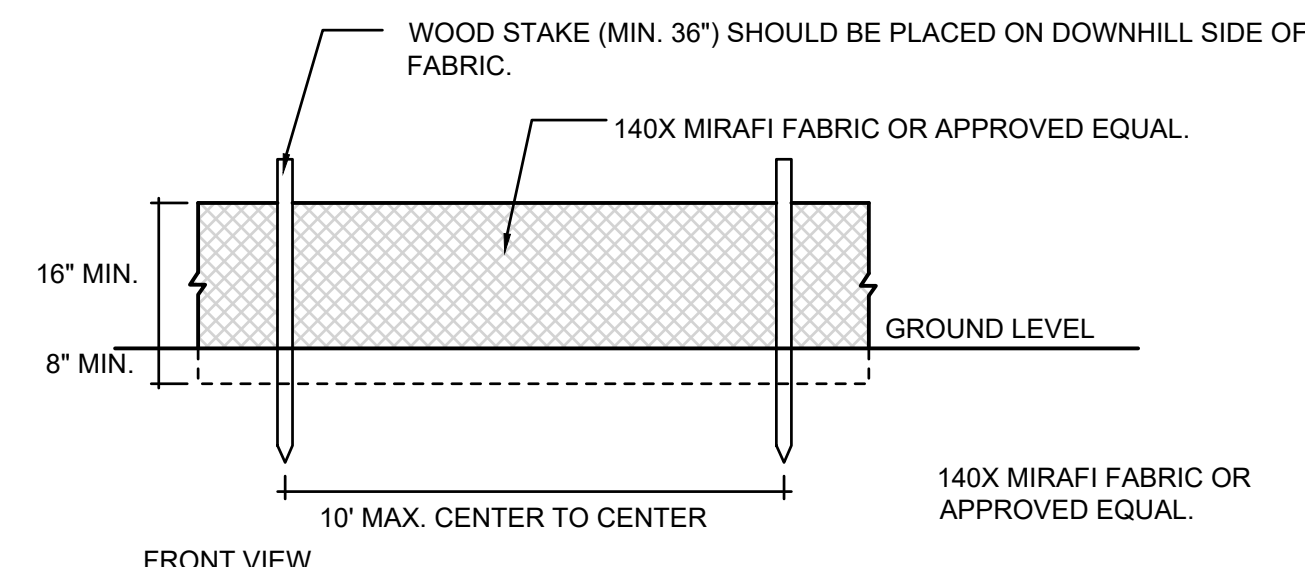 WOOD STAKE (MIN. 36") SHOULD BE PLACED ON DOWNHILL SIDE OF
FABRIC.
140X MIRAFI FABRIC OR APPROVED EQUAL.
16" MIN.
GROUND LEVEL
8" MIN.
140X MIRAFI FABRIC OR
APPROVED EQUAL.
10' MAX. CENTER TO CENTER
FRONT VIEW